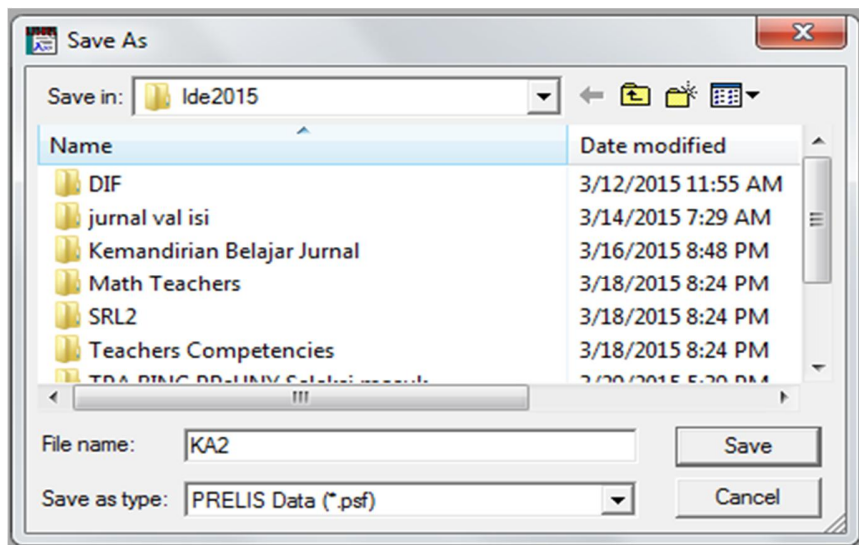 Save As
Save in: Ide2015
Name Date modified
DIF 3/12/2015 11:55 AM
jurnal val isi 3/14/2015 7:29 AM
Kemandirian Belajar Jurnal 3/16/2015 8:48 PM
Math Teachers 3/18/2015 8:24 PM
SRL2 3/18/2015 8:24 PM
Teachers Competencies 3/18/2015 8:24 PM
File name: KA2 Save
Save as type: PRELIS Data (*.psf) Cancel